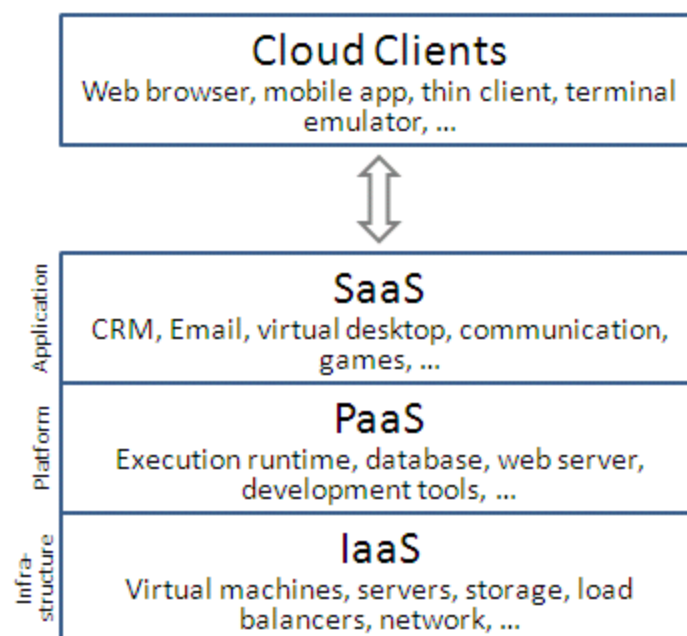 Cloud Clients
Web browser, mobile app, thin client, terminal
emulator, ...
Application
SaaS
CRM, Email, virtual desktop, communication,
games, ...
Platform
PaaS
Execution runtime, database, web server,
development tools, ...
Infra-
structure
IaaS
Virtual machines, servers, storage, load
balancers, network, ...